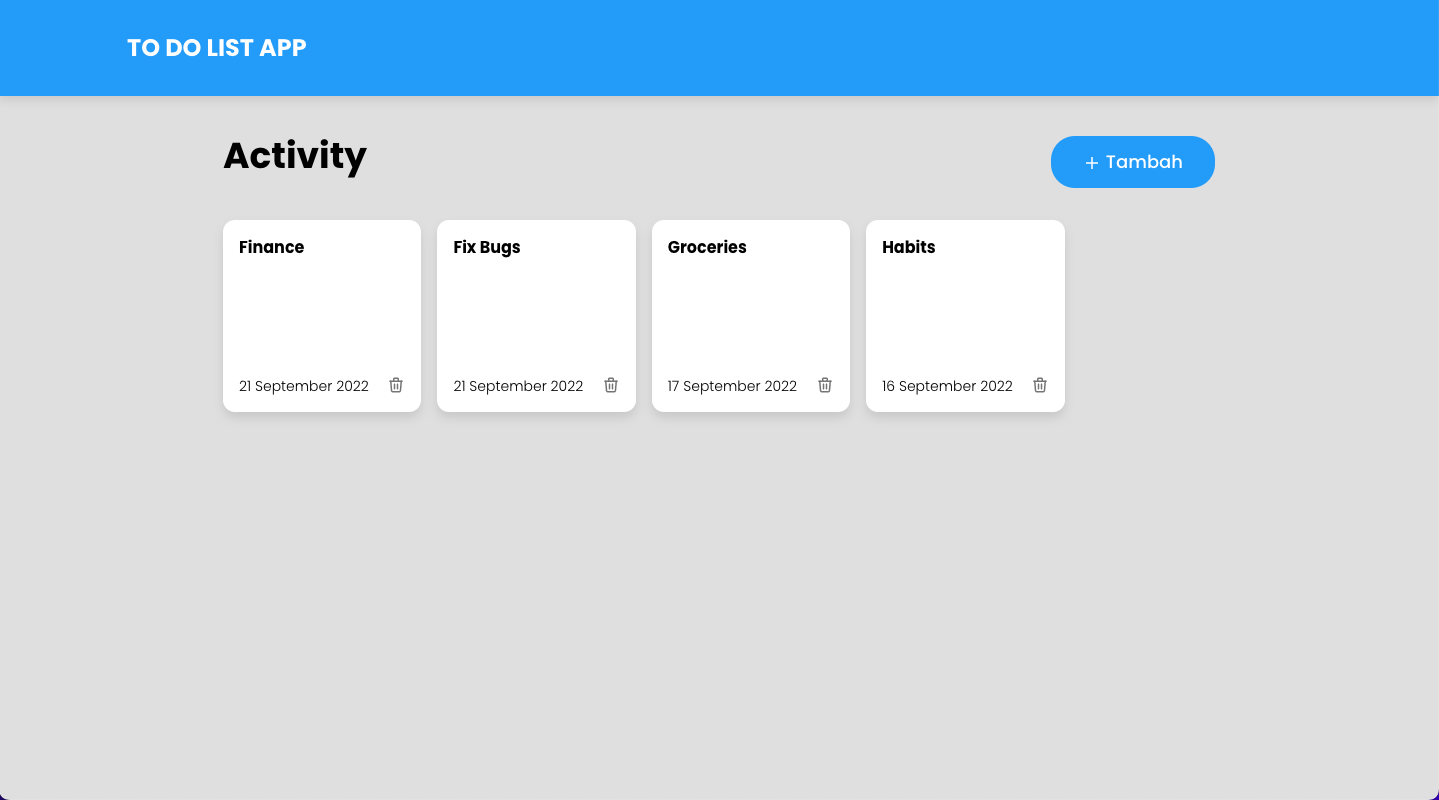 TO DO LIST APP
Activity
+ Tambah
Finance
21 September 2022
Fix Bugs
21 September 2022
Groceries
17 September 2022
Habits
16 September 2022